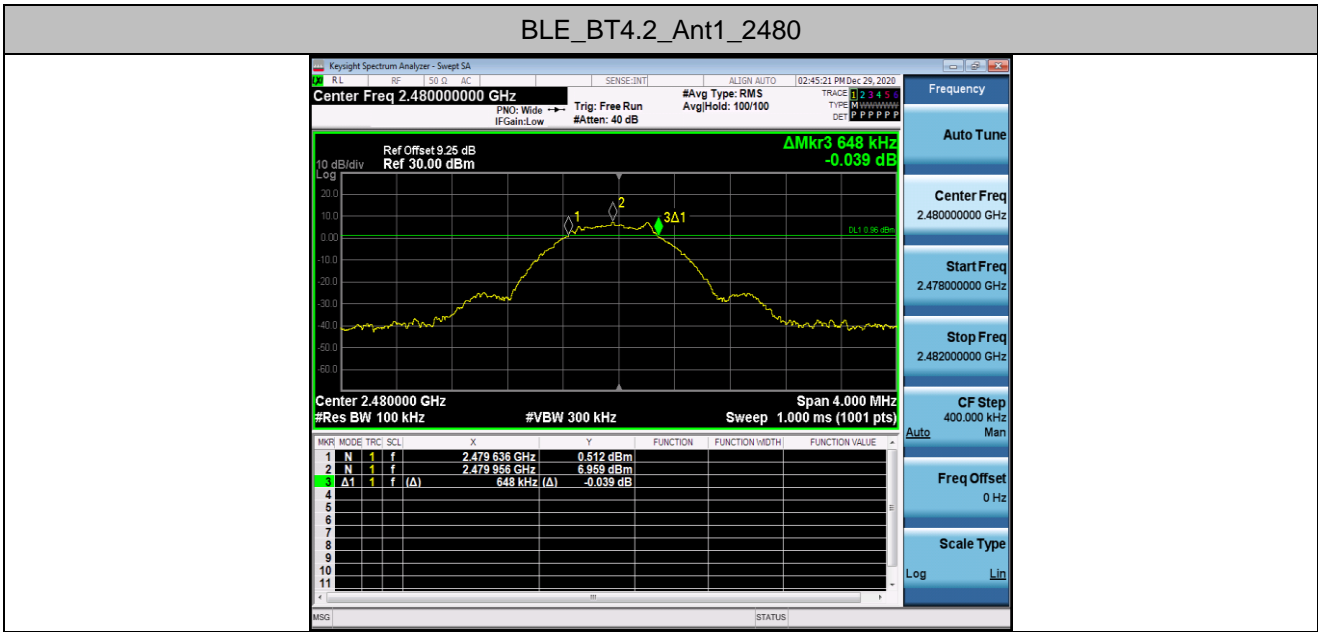 BLE_BT4.2_Ant1_2480
Keysight Spectrum Analyzer - Swept SA
RL RF 50 Ω AC SENSE:INT ALIGN AUTO 02:45:21 PM Dec 29, 2020
Center Freq 2.480000000 GHz
PNO: Wide
IFGain:Low
Trig: Free Run
#Atten: 40 dB
#Avg Type: RMS
Avg|Hold: 100/100
TRACE 1 2 3 4 5 6
TYPE M WWWWW
DET P P P P P P
ΔMkr3 648 kHz
-0.039 dB
Ref Offset 9.25 dB
10 dB/div Ref 30.00 dBm
Log
20.0
10.0
0.00
-10.0
-20.0
-30.0
-40.0
-50.0
-60.0
1
2
3Δ1
DL1 0.96 dBm
Center 2.480000 GHz Span 4.000 MHz
#Res BW 100 kHz #VBW 300 kHz Sweep 1.000 ms (1001 pts)
MKR MODE TRC SCL X Y FUNCTION FUNCTION WIDTH FUNCTION VALUE
1 N 1 f 2.479 636 GHz 0.512 dBm
2 N 1 f 2.479 956 GHz 6.959 dBm
3 Δ1 1 f (Δ) 648 kHz (Δ) -0.039 dB
4
5
6
7
8
9
10
11
MSG STATUS
Frequency
Auto Tune
Center Freq
2.480000000 GHz
Start Freq
2.478000000 GHz
Stop Freq
2.482000000 GHz
CF Step
400.000 kHz
Auto Man
Freq Offset
0 Hz
Scale Type
Log Lin